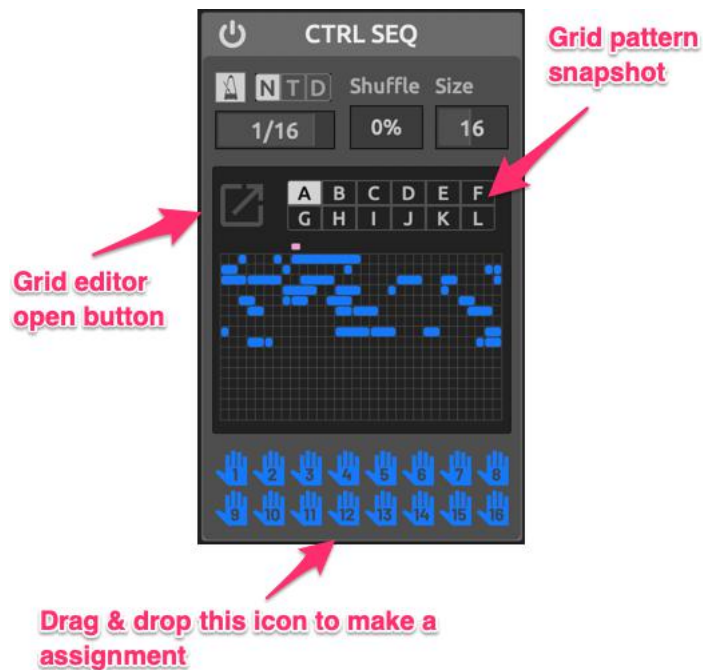 CTRL SEQ
Grid pattern
snapshot
N T D Shuffle Size
1/16 0% 16
A B C D E F
G H I J K L
Grid editor
open button
1 2 3 4 5 6 7 8
9 10 11 12 13 14 15 16
Drag & drop this icon to make a
assignment